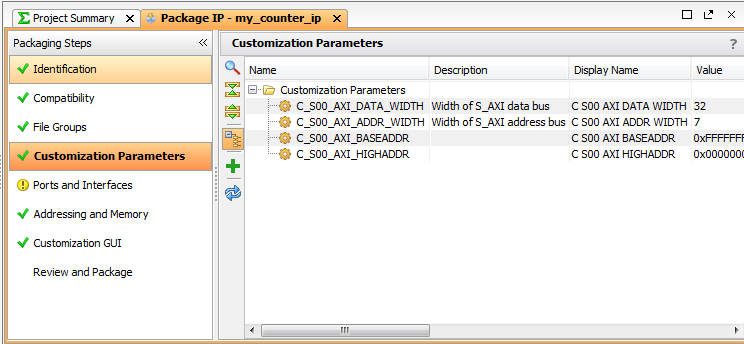 Project Summary
Package IP - my_counter_ip
Packaging Steps
Identification
Compatibility
File Groups
Customization Parameters
Ports and Interfaces
Addressing and Memory
Customization GUI
Review and Package
Customization Parameters ?
Name Description Display Name Value
Customization Parameters
C_S00_AXI_DATA_WIDTH Width of S_AXI data bus C S00 AXI DATA WIDTH 32
C_S00_AXI_ADDR_WIDTH Width of S_AXI address bus C S00 AXI ADDR WIDTH 7
C_S00_AXI_BASEADDR C S00 AXI BASEADDR 0xFFFFFFF
C_S00_AXI_HIGHADDR C S00 AXI HIGHADDR 0x0000000